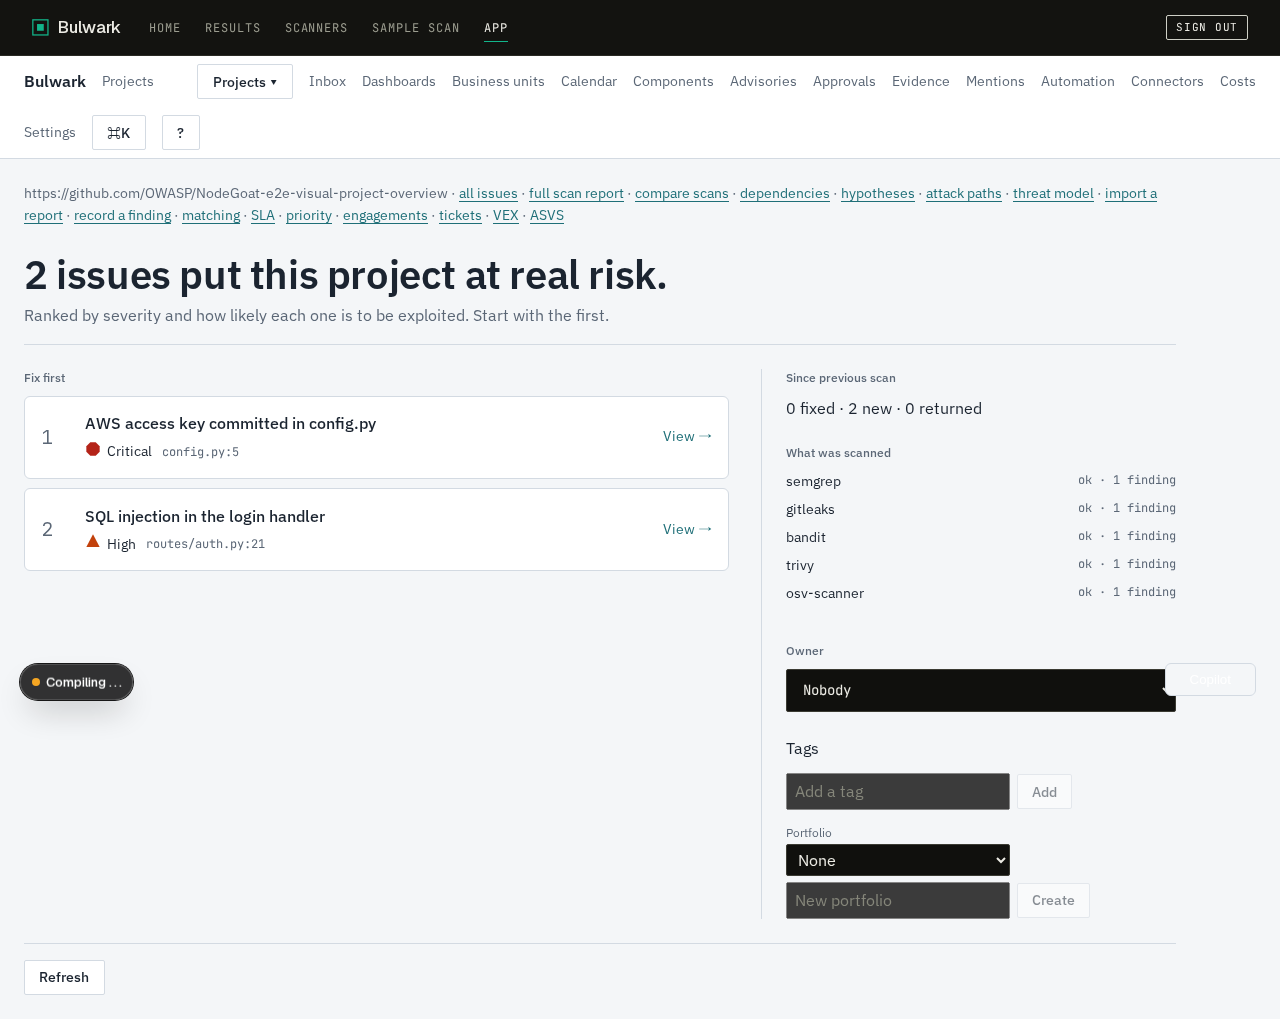 Bulwark HOME RESULTS SCANNERS SAMPLE SCAN APP SIGN OUT
Bulwark Projects Projects ▾ Inbox Dashboards Business units Calendar Components Advisories Approvals Evidence Mentions Automation Connectors Costs
Settings ⌘K ?
https://github.com/OWASP/NodeGoat-e2e-visual-project-overview · all issues · full scan report · compare scans · dependencies · hypotheses · attack paths · threat model · import a
report · record a finding · matching · SLA · priority · engagements · tickets · VEX · ASVS
2 issues put this project at real risk.
Ranked by severity and how likely each one is to be exploited. Start with the first.
Fix first
1
AWS access key committed in config.py
Critical config.py:5
View →
2
SQL injection in the login handler
High routes/auth.py:21
View →
Compiling ...
Since previous scan
0 fixed · 2 new · 0 returned
What was scanned
semgrep ok · 1 finding
gitleaks ok · 1 finding
bandit ok · 1 finding
trivy ok · 1 finding
osv-scanner ok · 1 finding
Owner
Nobody
Copilot
Tags
Add a tag Add
Portfolio
None
New portfolio Create
Refresh